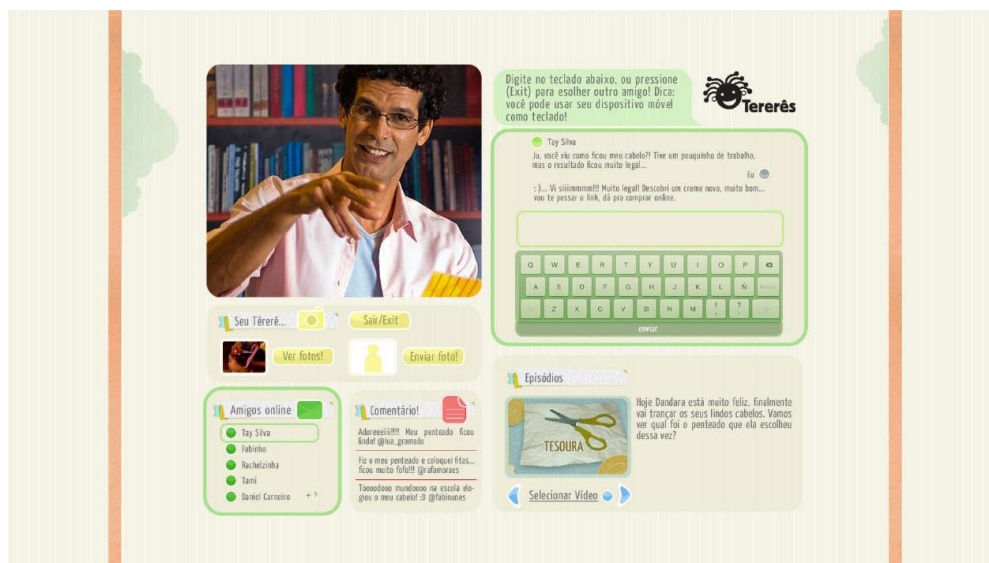 Digite no teclado abaixo, ou pressione
(Exit) para esolher outro amigo! Dica:
você pode usar seu dispositivo móvel
como teclado!
Tererês
Tay Silva
Ju, você viu como ficou meu cabelo?! Tive um pouquinho de trabalho,
mas o resultado ficou muito legal...
Eu
: )... Vi siiimmmm!!! Muito legal! Descobri um creme novo, muito bom...
vou te passar o link, dá pra comprar online.
Q W E R T Y U I O P
A S D F G H J K L Ñ
Z X C V B N M ! ?
, .
enviar
Seu Têrerê...
Sair/Exit
Ver fotos!
Enviar foto!
Amigos online
Tay Silva
Fabinho
Rachelzinha
Tami
Daniel Carneiro +
Comentário!
Adoreeeiii!!!!! Meu penteado ficou
lindo! @lua_gramado
Fiz o meu penteado e coloquei fitas...
ficou muito fofo!!! @rafamoraes
Toooodooo mundoooo na escola elo-
giou o meu cabelo! :D @fabinunes
Episódios
TESOURA
Hoje Dandara está muito feliz, finalmente
vai trançar os seus lindos cabelos. Vamos
ver qual foi o penteado que ela escolheu
dessa vez?
Selecionar Vídeo